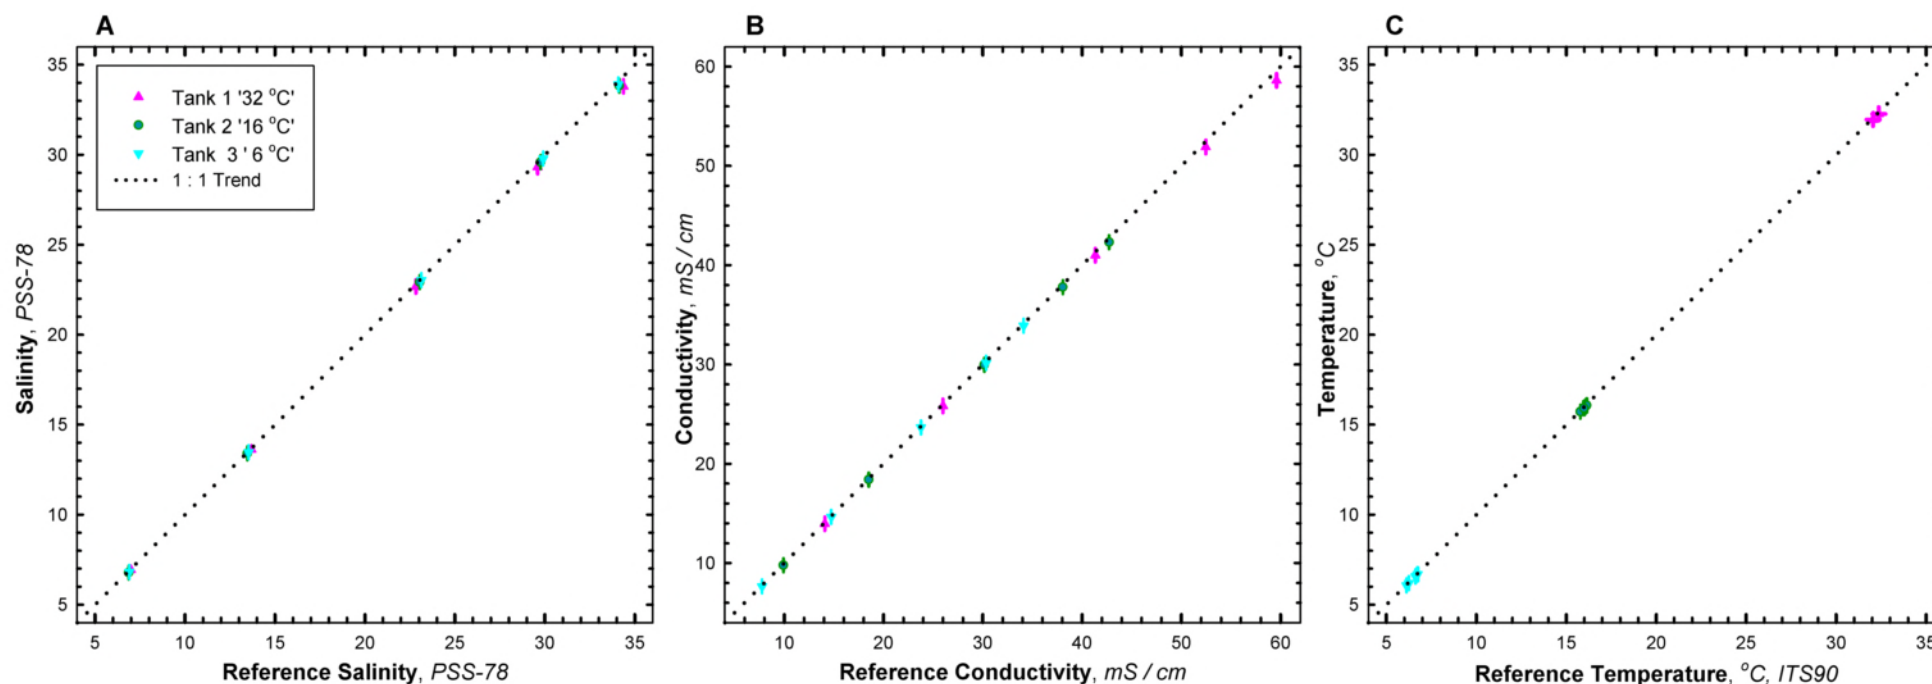 A
B
C
35
30
25
20
15
10
5
Salinity, PSS-78
Tank 1 '32 °C'
Tank 2 '16 °C'
Tank 3 ' 6 °C'
1 : 1 Trend
5 10 15 20 25 30 35
Reference Salinity, PSS-78
60
50
40
30
20
10
Conductivity, mS / cm
10 20 30 40 50 60
Reference Conductivity, mS / cm
35
30
25
20
15
10
5
Temperature, °C
5 10 15 20 25 30 35
Reference Temperature, °C, ITS90